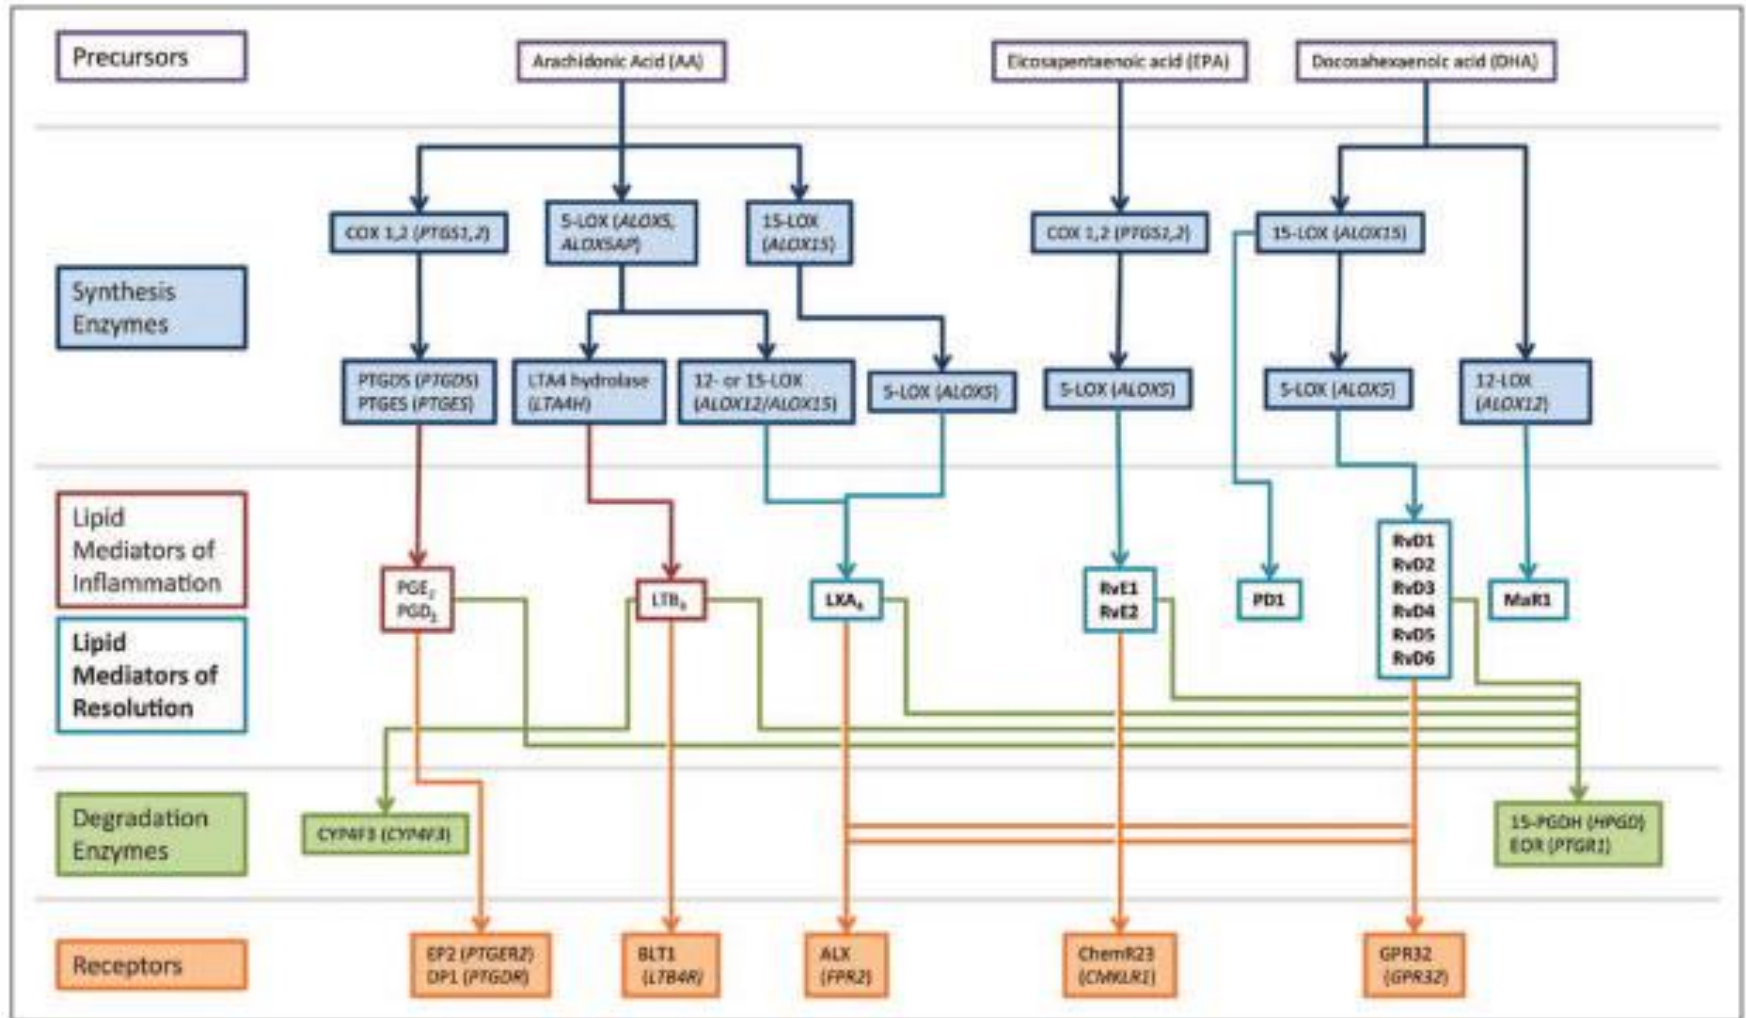 Precursors
Arachidonic Acid (AA)
Eicosapentaenoic acid (EPA)
Docosahexaenoic acid (DHA)
Synthesis
Enzymes
COX 1,2 (PTGS1,2)
5-LOX (ALOX5,
ALOX5AP)
15-LOX
(ALOX15)
COX 1,2 (PTGS1,2)
15-LOX (ALOX15)
PTGDS (PTGDS)
PTGES (PTGES)
LTA4 hydrolase
(LTA4H)
12- or 15-LOX
(ALOX12/ALOX15)
5-LOX (ALOX5)
5-LOX (ALOX5)
5-LOX (ALOX5)
12-LOX
(ALOX12)
Lipid
Mediators of
Inflammation
Lipid
Mediators of
Resolution
PGE₂
PGD₂
LTB₄
LXA₄
RvE1
RvE2
PD1
RvD1
RvD2
RvD3
RvD4
RvD5
RvD6
MaR1
Degradation
Enzymes
CYP4F3 (CYP4F3)
15-PGDH (HPGD)
EOR (PTGR1)
Receptors
EP2 (PTGER2)
DP1 (PTGDR)
BLT1
(LTB4R)
ALX
(FPR2)
ChemR23
(CMKLR1)
GPR32
(GPR32)